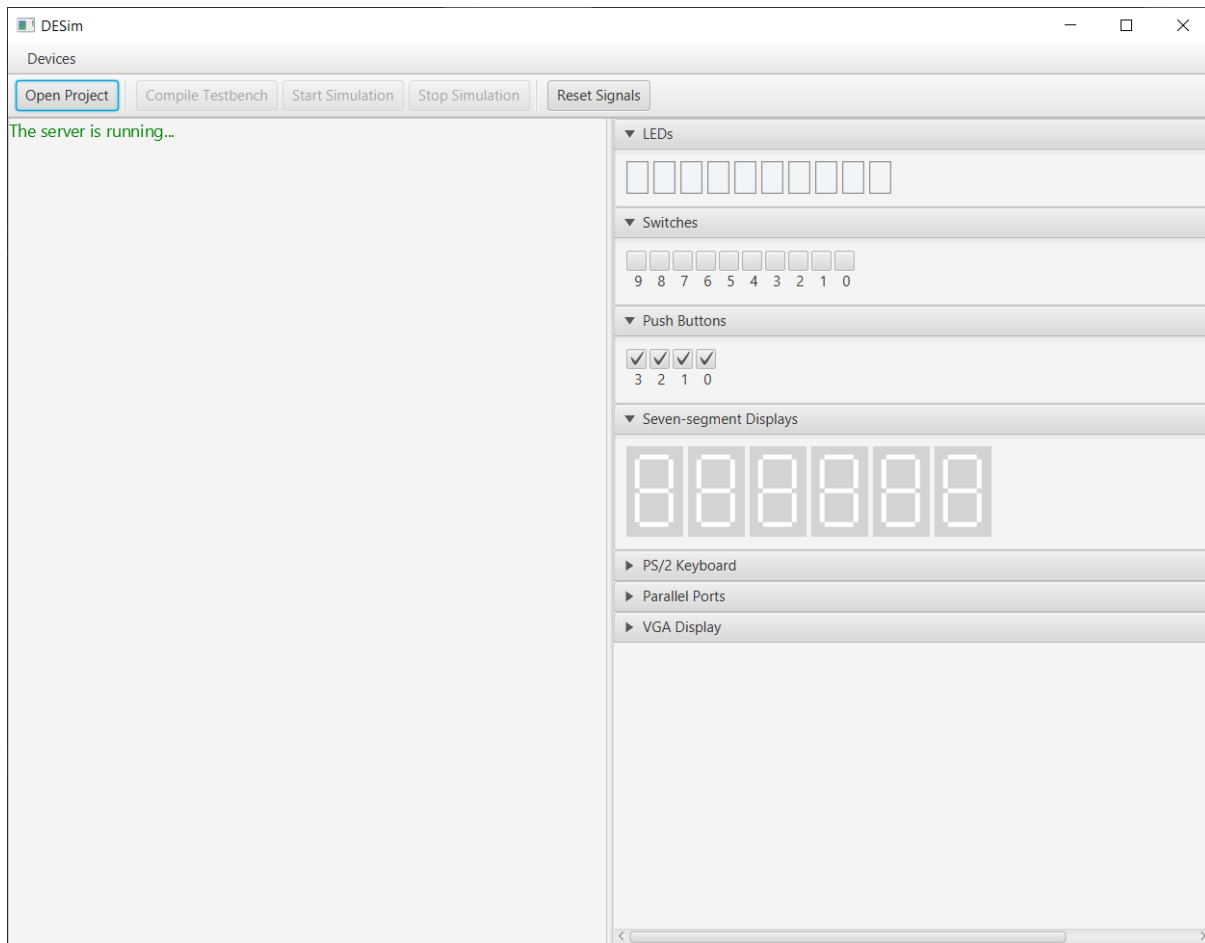 DESim
Devices
Open Project Compile Testbench Start Simulation Stop Simulation Reset Signals
The server is running...
LEDs
Switches
9 8 7 6 5 4 3 2 1 0
Push Buttons
3 2 1 0
Seven-segment Displays
PS/2 Keyboard
Parallel Ports
VGA Display